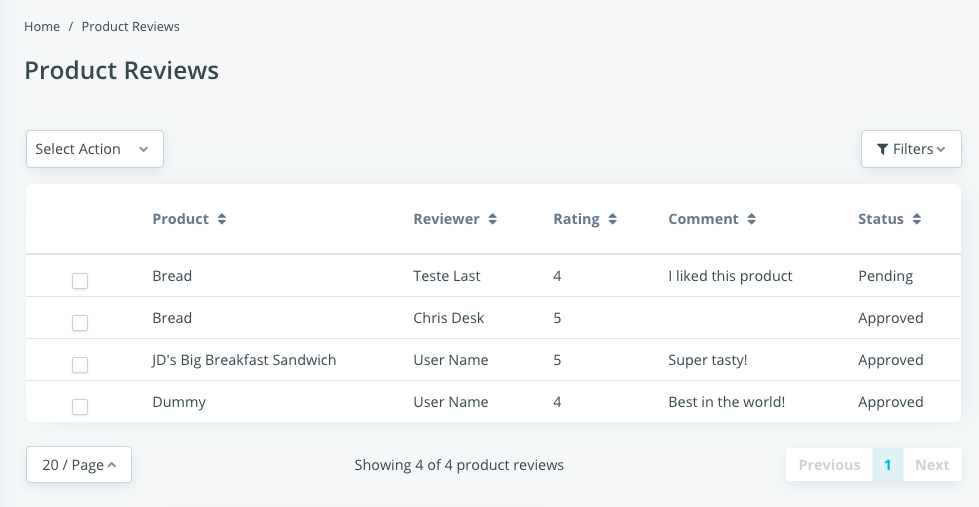 Home / Product Reviews
Product Reviews
Select Action
Filters
Product Reviewer Rating Comment Status
Bread Teste Last 4 I liked this product Pending
Bread Chris Desk 5 Approved
JD's Big Breakfast Sandwich User Name 5 Super tasty! Approved
Dummy User Name 4 Best in the world! Approved
20 / Page Showing 4 of 4 product reviews Previous 1 Next